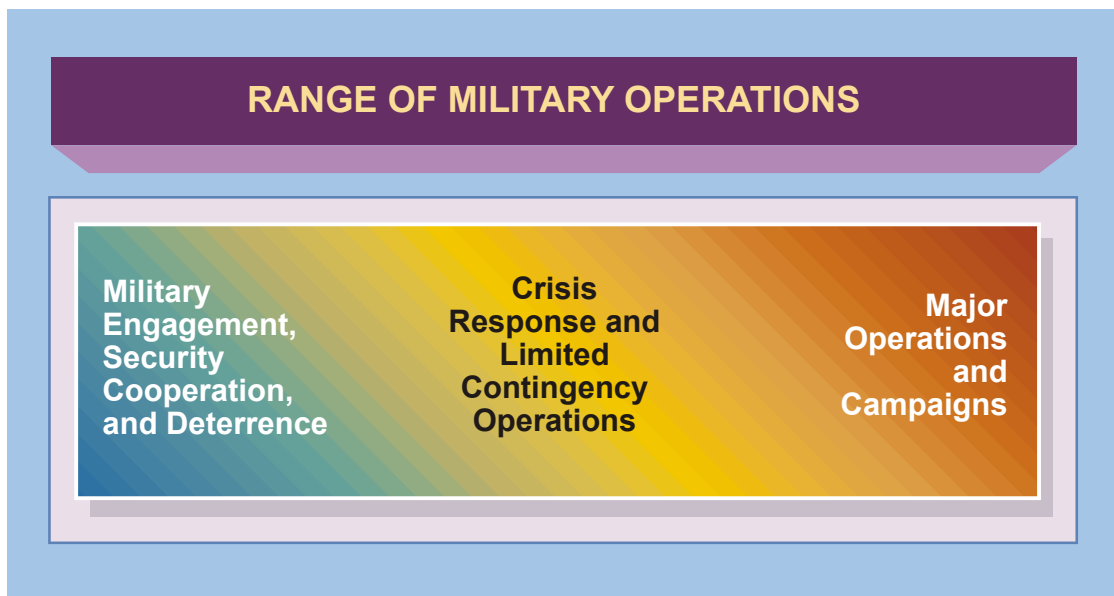 RANGE OF MILITARY OPERATIONS
Military
Engagement,
Security
Cooperation,
and Deterrence
Crisis
Response and
Limited
Contingency
Operations
Major
Operations
and
Campaigns